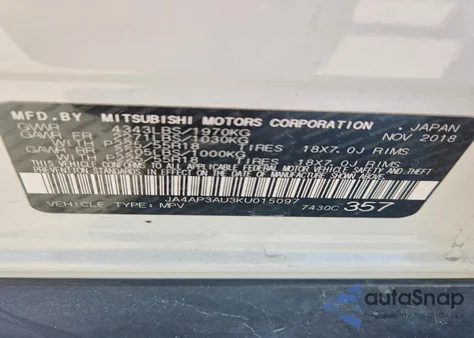 MFD.BY MITSUBISHI MOTORS CORPORATION. JAPAN
GVWR 4343LBS/1970KG NOV 2018
GAWR FR 2271LBS/1030KG
P225/55R18 TIRES 18X7.0J RIMS
GAWR RR 2205LBS/1000KG
P225/55R18 TIRES 18X7.0J RIMS
THIS VEHICLE CONFORMS TO ALL APPLICABLE U.S. FEDERAL MOTOR VEHICLE SAFETY AND THEFT
PREVENTION STANDARDS IN EFFECT ON THE DATE OF MANUFACTURE SHOWN ABOVE.
JA4AP3AU3KU015097
VEHICLE TYPE: MPV 7430C 357
autoSnap